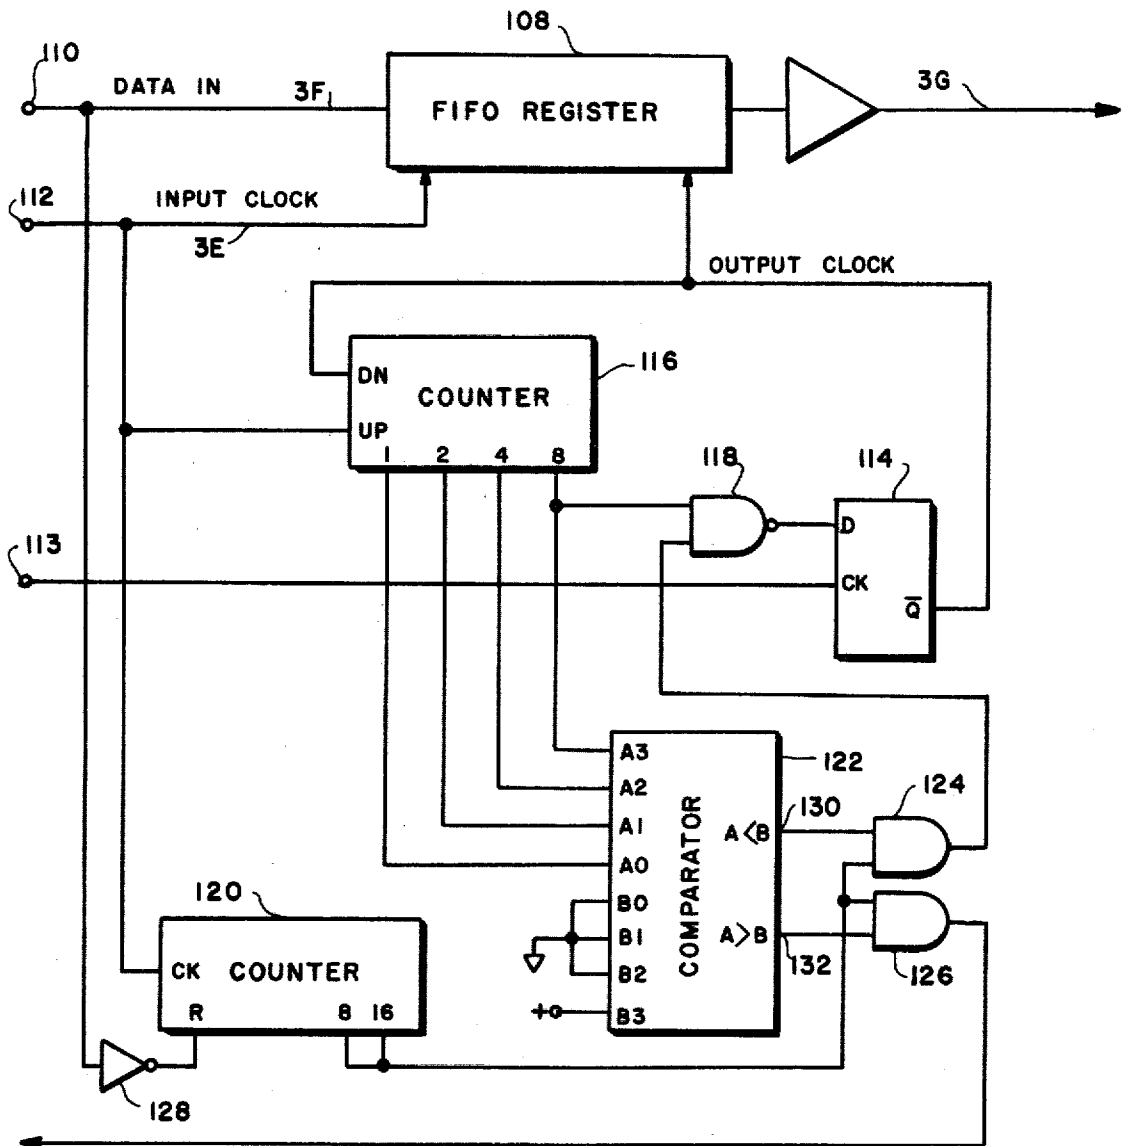 108
110
DATA IN
3F
FIFO REGISTER
3G
112
INPUT CLOCK
3E
OUTPUT CLOCK
DN
COUNTER
116
UP
1 2 4 8
118
114
D
113
CK
Q̅
A3
122
A2
124
130
A1
A<B
A0
120
B0
COMPARATOR
B1
A>B
CK
COUNTER
B2
132
126
R
8 16
+
B3
128